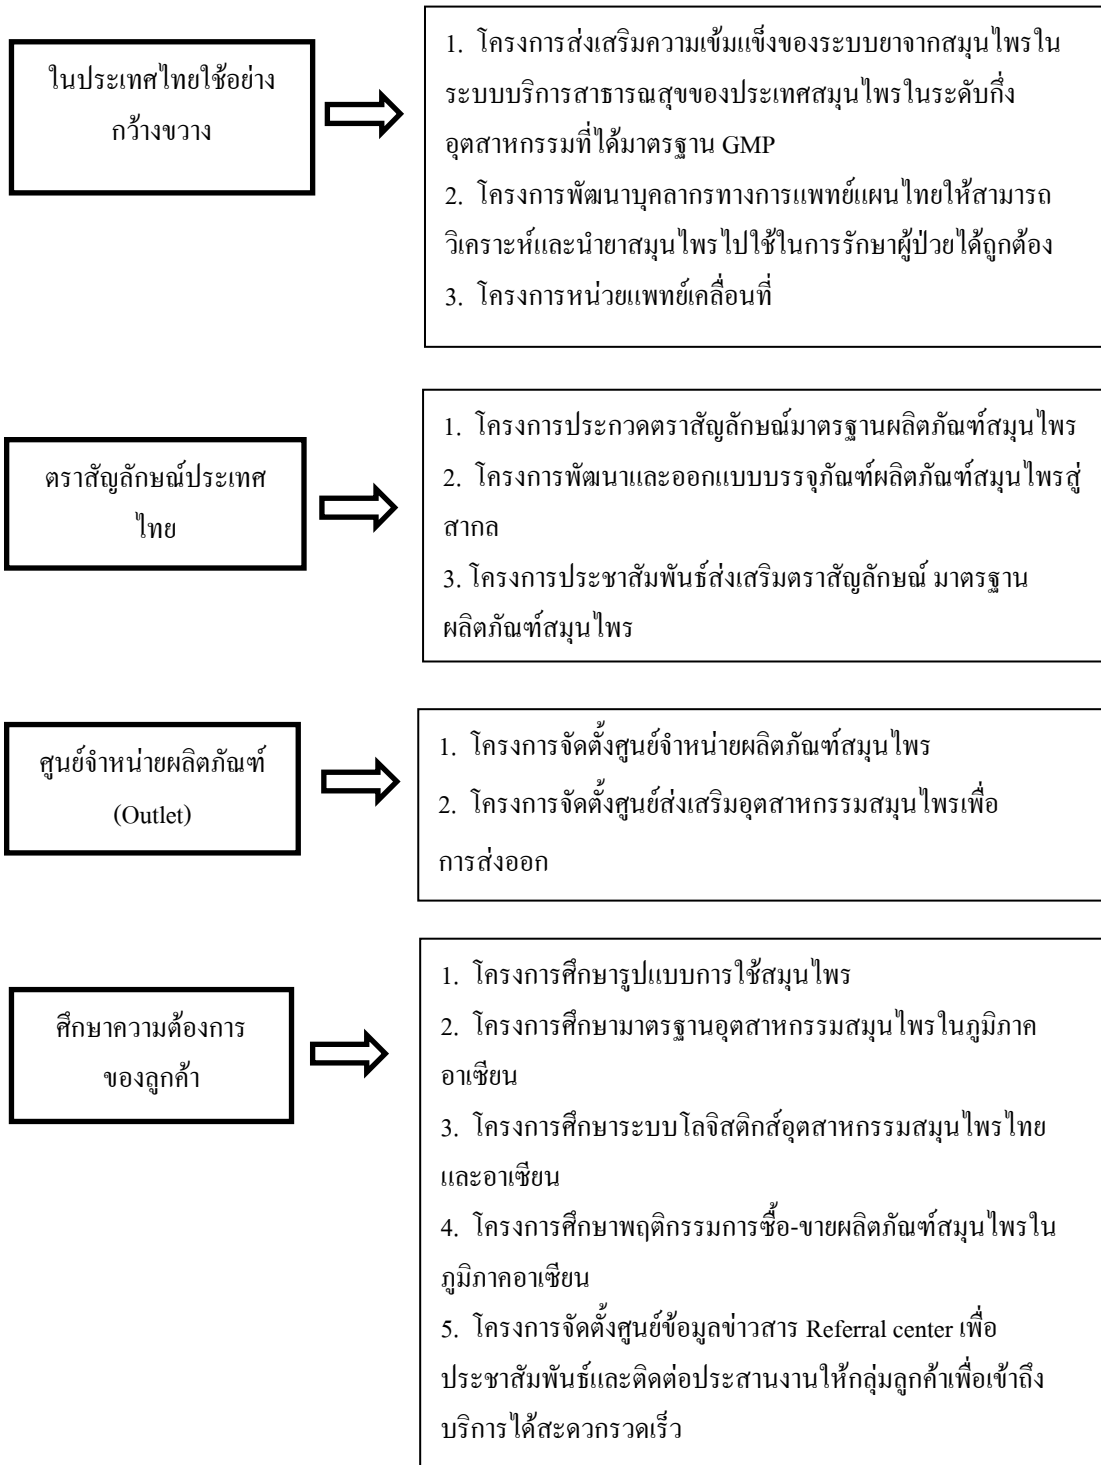 ในประเทศไทยใช้อย่าง
กว้างขวาง
1. โครงการส่งเสริมความเข้มแข็งของระบบยาจากสมุนไพรใน
ระบบบริการสาธารณสุขของประเทศสมุนไพรในระดับกึ่ง
อุตสาหกรรมที่ได้มาตรฐาน GMP
2. โครงการพัฒนาบุคลากรทางการแพทย์แผนไทยให้สามารถ
วิเคราะห์และนำยาสมุนไพรไปใช้ในการรักษาผู้ป่วยได้ถูกต้อง
3. โครงการหน่วยแพทย์เคลื่อนที่
ตราสัญลักษณ์ประเทศ
ไทย
1. โครงการประกวดตราสัญลักษณ์มาตรฐานผลิตภัณฑ์สมุนไพร
2. โครงการพัฒนาและออกแบบบรรจุภัณฑ์ผลิตภัณฑ์สมุนไพรสู่
สากล
3. โครงการประชาสัมพันธ์ส่งเสริมตราสัญลักษณ์ มาตรฐาน
ผลิตภัณฑ์สมุนไพร
ศูนย์จำหน่ายผลิตภัณฑ์
(Outlet)
1. โครงการจัดตั้งศูนย์จำหน่ายผลิตภัณฑ์สมุนไพร
2. โครงการจัดตั้งศูนย์ส่งเสริมอุตสาหกรรมสมุนไพรเพื่อ
การส่งออก
ศึกษาความต้องการ
ของลูกค้า
1. โครงการศึกษารูปแบบการใช้สมุนไพร
2. โครงการศึกษามาตรฐานอุตสาหกรรมสมุนไพรในภูมิภาค
อาเซียน
3. โครงการศึกษาระบบโลจิสติกส์อุตสาหกรรมสมุนไพรไทย
และอาเซียน
4. โครงการศึกษาพฤติกรรมการซื้อ-ขายผลิตภัณฑ์สมุนไพรใน
ภูมิภาคอาเซียน
5. โครงการจัดตั้งศูนย์ข้อมูลข่าวสาร Referral center เพื่อ
ประชาสัมพันธ์และติดต่อประสานงานให้กลุ่มลูกค้าเพื่อเข้าถึง
บริการได้สะดวกรวดเร็ว